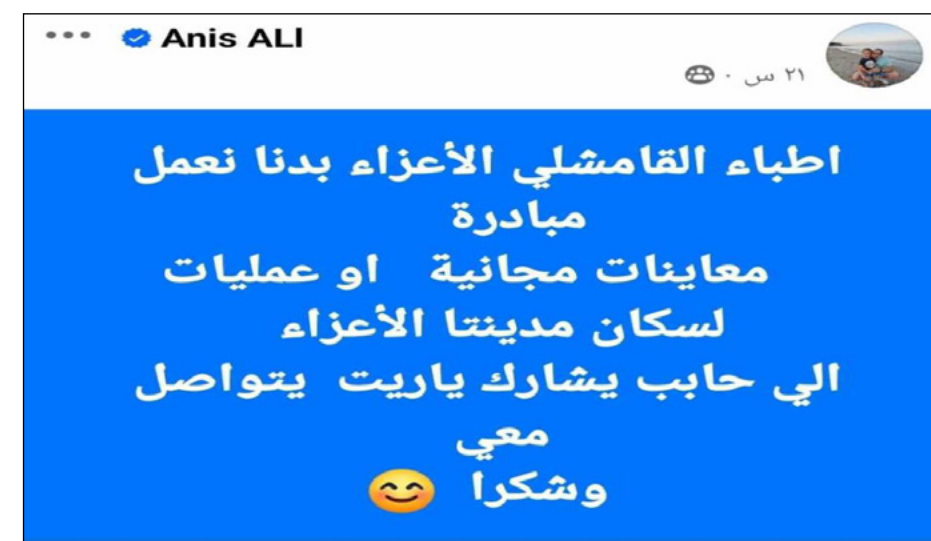 Anis ALI
٢١ س ·
اطباء القامشلي الأعزاء بدنا نعمل
مبادرة
معاينات مجانية او عمليات
لسكان مدينتا الأعزاء
الي حابب يشارك ياريت يتواصل
معي
وشكرا 😊